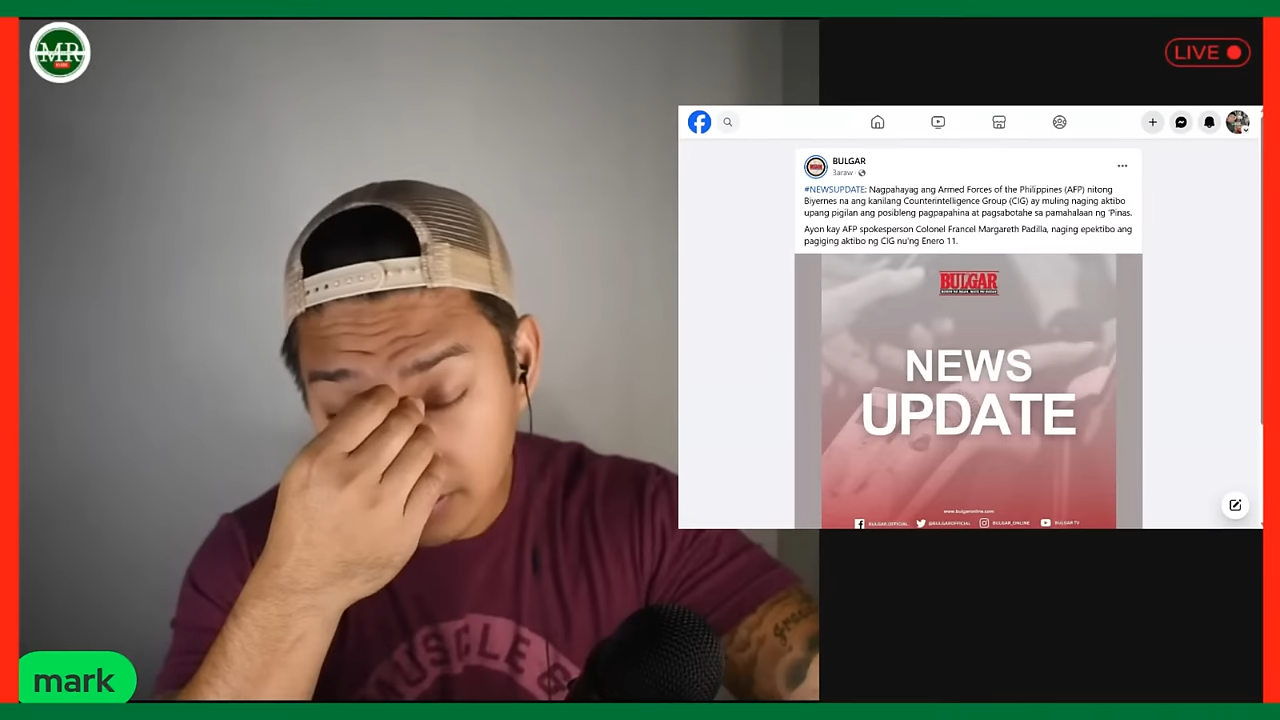 MR
LIVE
BULGAR
3araw
#NEWSUPDATE: Nagpahayag ang Armed Forces of the Philippines (AFP) nitong
Biyernes na ang kanilang Counterintelligence Group (CIG) ay muling naging aktibo
upang pigilan ang posibleng pagpapahina at pagsabotahe sa pamahalaan ng 'Pinas.
Ayon kay AFP spokesperson Colonel Francel Margareth Padilla, naging epektibo ang
pagiging aktibo ng CIG nu'ng Enero 11.
BULGAR
NEWS
UPDATE
www.bulgaronline.com
BULGAR.OFFICIAL @BULGAROFFICIAL BULGAR_ONLINE BULGAR TV
MUSCLE
mark